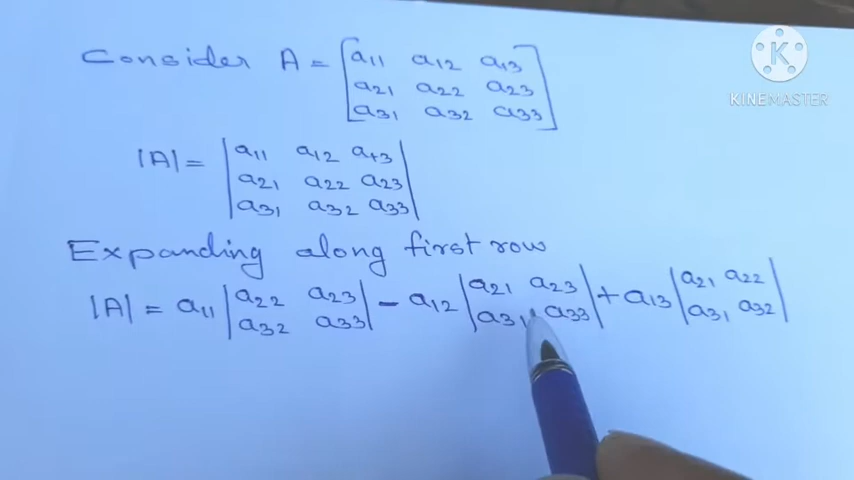 Consider A = [a11 a12 a13
a21 a22 a23
a31 a32 a33]
K
KINEMASTER
|A| = |a11 a12 a13|
|a21 a22 a23|
|a31 a32 a33|
Expanding along first row
|A| = a11 |a22 a23| - a12 |a21 a23| + a13 |a21 a22|
|a32 a33| |a31 a33| |a31 a32|